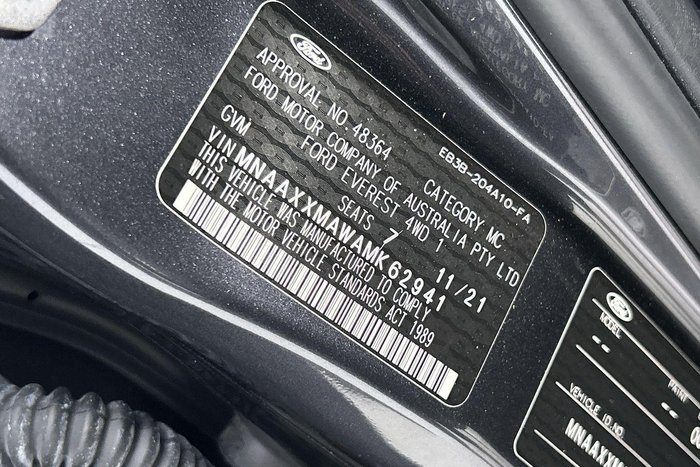 Ford
EB3B-204A10-FA
APPROVAL NO. 48364 CATEGORY MC
FORD MOTOR COMPANY OF AUSTRALIA PTY LTD
FORD EVEREST 4WD 1
GVM SEATS 7 11/21
VIN MNAAXXMAWAMK62941
THIS VEHICLE WAS MANUFACTURED TO COMPLY
WITH THE MOTOR VEHICLE STANDARDS ACT 1989
Ford
MODEL
--
PAINT
--
VEHICLE ID.NO.